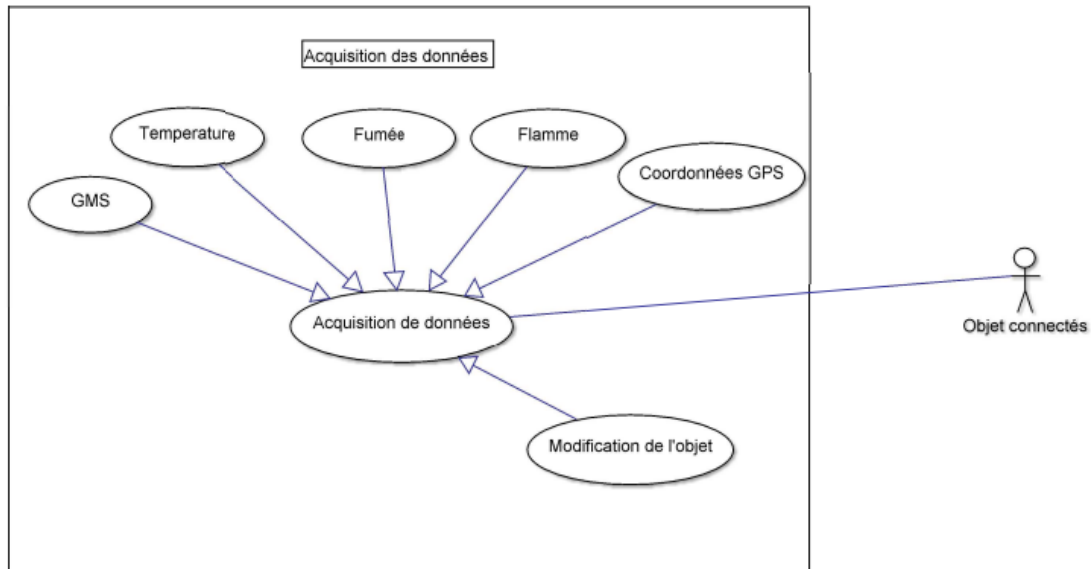 Acquisition des données
Temperature
Fumée
Flamme
Coordonnées GPS
GMS
Acquisition de données
Objet connectés
Modification de l'objet